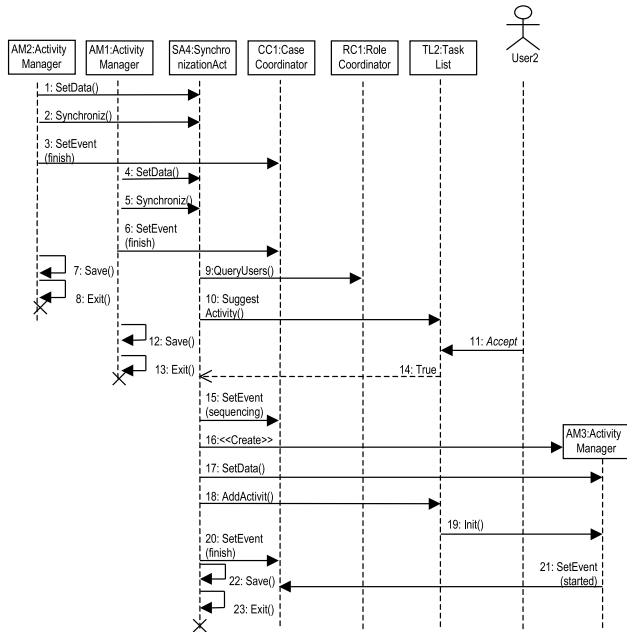 AM2:Activity
Manager
AM1:Activity
Manager
SA4:Synchro
nizationAct
CC1:Case
Coordinator
RC1:Role
Coordinator
TL2:Task
List
User2
1: SetData()
2: Synchroniz()
3: SetEvent
(finish)
4: SetData()
5: Synchroniz()
6: SetEvent
(finish)
7: Save()
9:QueryUsers()
8: Exit()
10: Suggest
Activity()
12: Save()
11: Accept
13: Exit()
14: True
15: SetEvent
(sequencing)
16:<<Create>>
AM3:Activity
Manager
17: SetData()
18: AddActivit()
19: Init()
20: SetEvent
(finish)
21: SetEvent
(started)
22: Save()
23: Exit()